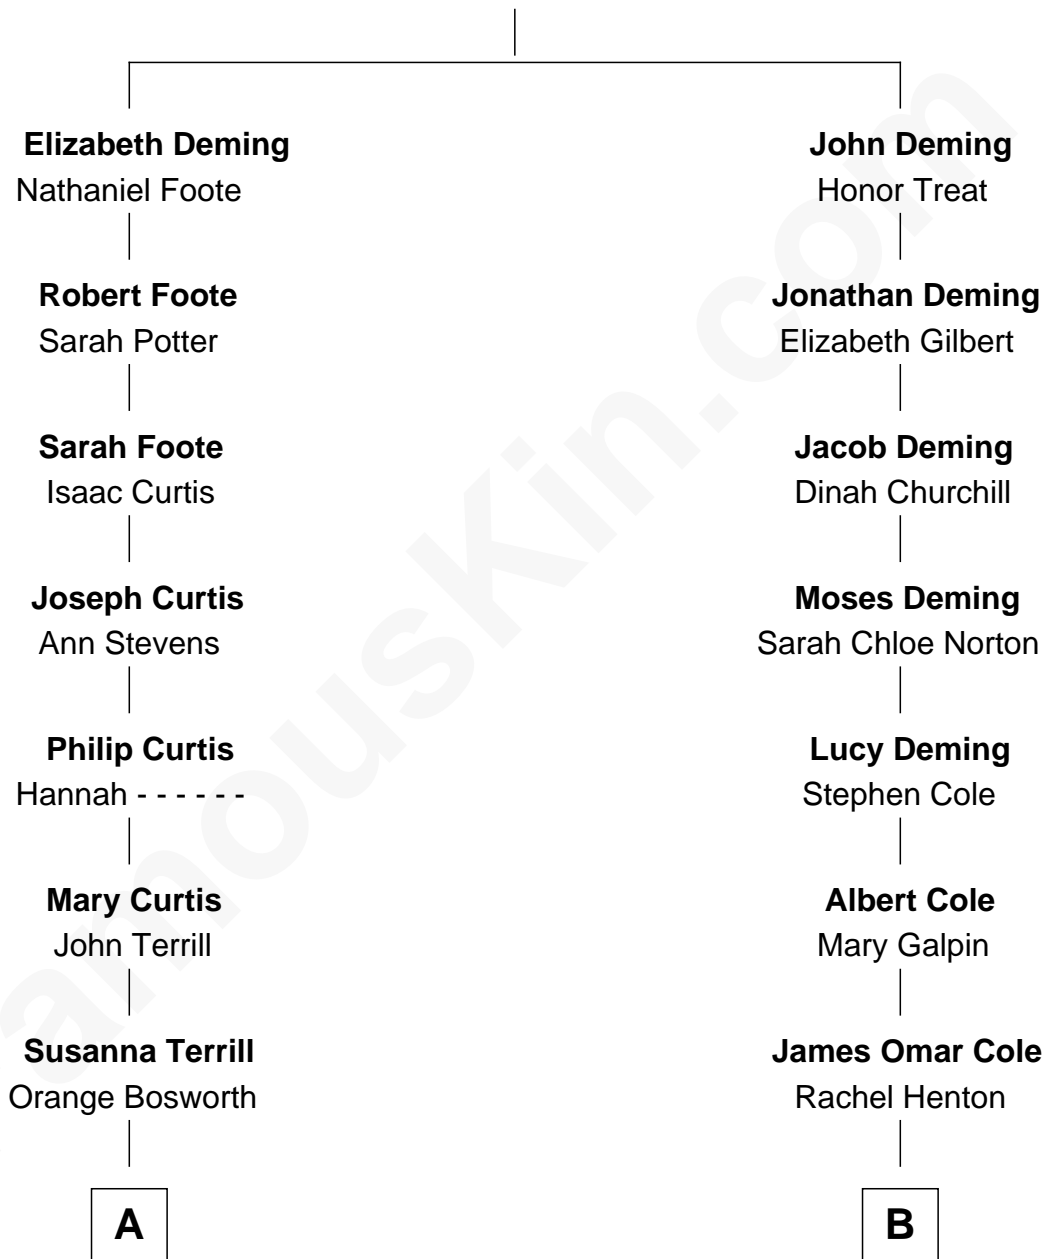 Elizabeth Deming
Nathaniel Foote
Robert Foote
Sarah Potter
Sarah Foote
Isaac Curtis
Joseph Curtis
Ann Stevens
Philip Curtis
Hannah - - - - - -
Mary Curtis
John Terrill
Susanna Terrill
Orange Bosworth
A
John Deming
Honor Treat
Jonathan Deming
Elizabeth Gilbert
Jacob Deming
Dinah Churchill
Moses Deming
Sarah Chloe Norton
Lucy Deming
Stephen Cole
Albert Cole
Mary Galpin
James Omar Cole
Rachel Henton
B
amouskin.com